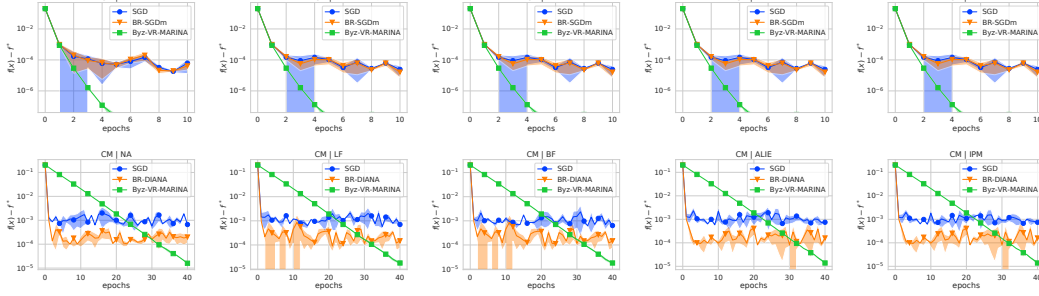 10⁻² 10⁻⁴ 10⁻⁶
f(x) − f*
SGD
BR-SGDm
Byz-VR-MARINA
0 2 4 6 8 10
epochs
10⁻² 10⁻⁴ 10⁻⁶
f(x) − f*
SGD
BR-SGDm
Byz-VR-MARINA
0 2 4 6 8 10
epochs
10⁻² 10⁻⁴ 10⁻⁶
f(x) − f*
SGD
BR-SGDm
Byz-VR-MARINA
0 2 4 6 8 10
epochs
10⁻² 10⁻⁴ 10⁻⁶
f(x) − f*
SGD
BR-SGDm
Byz-VR-MARINA
0 2 4 6 8 10
epochs
10⁻² 10⁻⁴ 10⁻⁶
f(x) − f*
SGD
BR-SGDm
Byz-VR-MARINA
0 2 4 6 8 10
epochs
CM | NA
10⁻¹ 10⁻² 10⁻³ 10⁻⁴ 10⁻⁵
f(x) − f*
SGD
BR-DIANA
Byz-VR-MARINA
0 10 20 30 40
epochs
CM | LF
10⁻¹ 10⁻² 10⁻³ 10⁻⁴ 10⁻⁵
f(x) − f*
SGD
BR-DIANA
Byz-VR-MARINA
0 10 20 30 40
epochs
CM | BF
10⁻¹ 10⁻² 10⁻³ 10⁻⁴ 10⁻⁵
f(x) − f*
SGD
BR-DIANA
Byz-VR-MARINA
0 10 20 30 40
epochs
CM | ALIE
10⁻¹ 10⁻² 10⁻³ 10⁻⁴ 10⁻⁵
f(x) − f*
SGD
BR-DIANA
Byz-VR-MARINA
0 10 20 30 40
epochs
CM | IPM
10⁻¹ 10⁻² 10⁻³ 10⁻⁴ 10⁻⁵
f(x) − f*
SGD
BR-DIANA
Byz-VR-MARINA
0 10 20 30 40
epochs